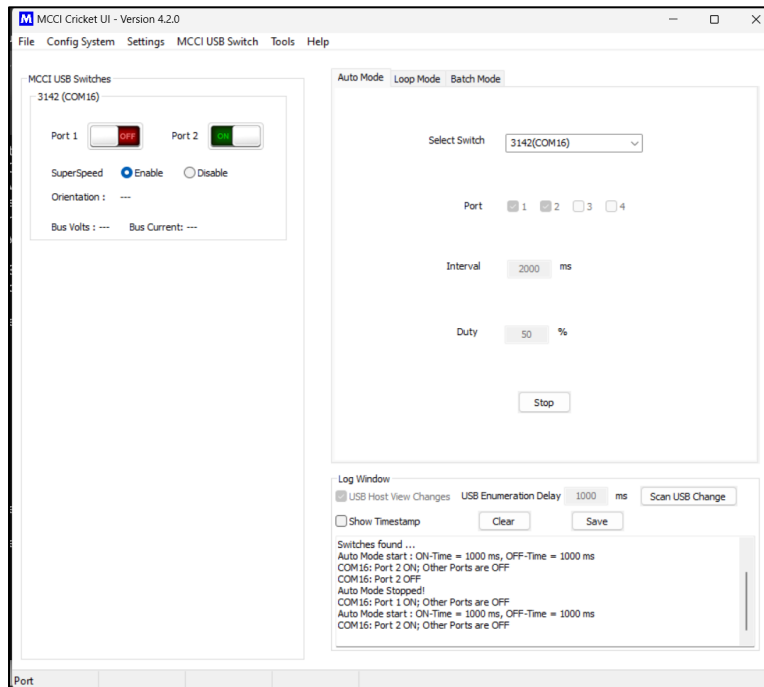 MCCI Cricket UI - Version 4.2.0
File Config System Settings MCCI USB Switch Tools Help
MCCI USB Switches
3142 (COM16)
Port 1 OFF Port 2 ON
SuperSpeed Enable Disable
Orientation : ---
Bus Volts : --- Bus Current: ---
Auto Mode Loop Mode Batch Mode
Select Switch 3142(COM16)
Port 1 2 3 4
Interval 2000 ms
Duty 50 %
Stop
Log Window
USB Host View Changes USB Enumeration Delay 1000 ms Scan USB Change
Show Timestamp Clear Save
Switches found ...
Auto Mode start : ON-Time = 1000 ms, OFF-Time = 1000 ms
COM16: Port 2 ON; Other Ports are OFF
COM16: Port 2 OFF
Auto Mode Stopped!
COM16: Port 1 ON; Other Ports are OFF
Auto Mode start : ON-Time = 1000 ms, OFF-Time = 1000 ms
COM16: Port 2 ON; Other Ports are OFF
Port